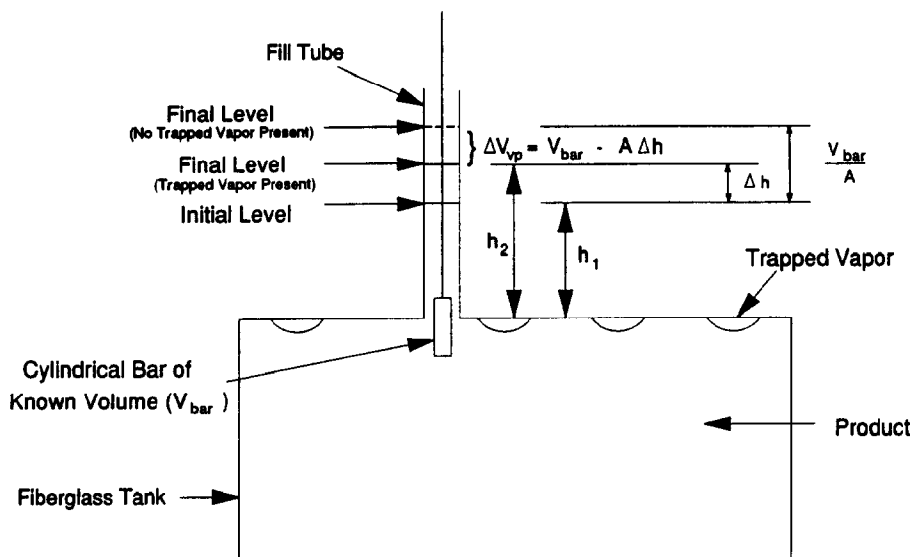 Fill Tube
Final Level
(No Trapped Vapor Present)
Final Level
(Trapped Vapor Present)
Initial Level
} ΔV_vp = V_bar - A Δh
V_bar
A
Δh
h_2
h_1
Trapped Vapor
Cylindrical Bar of
Known Volume (V_bar )
Product
Fiberglass Tank